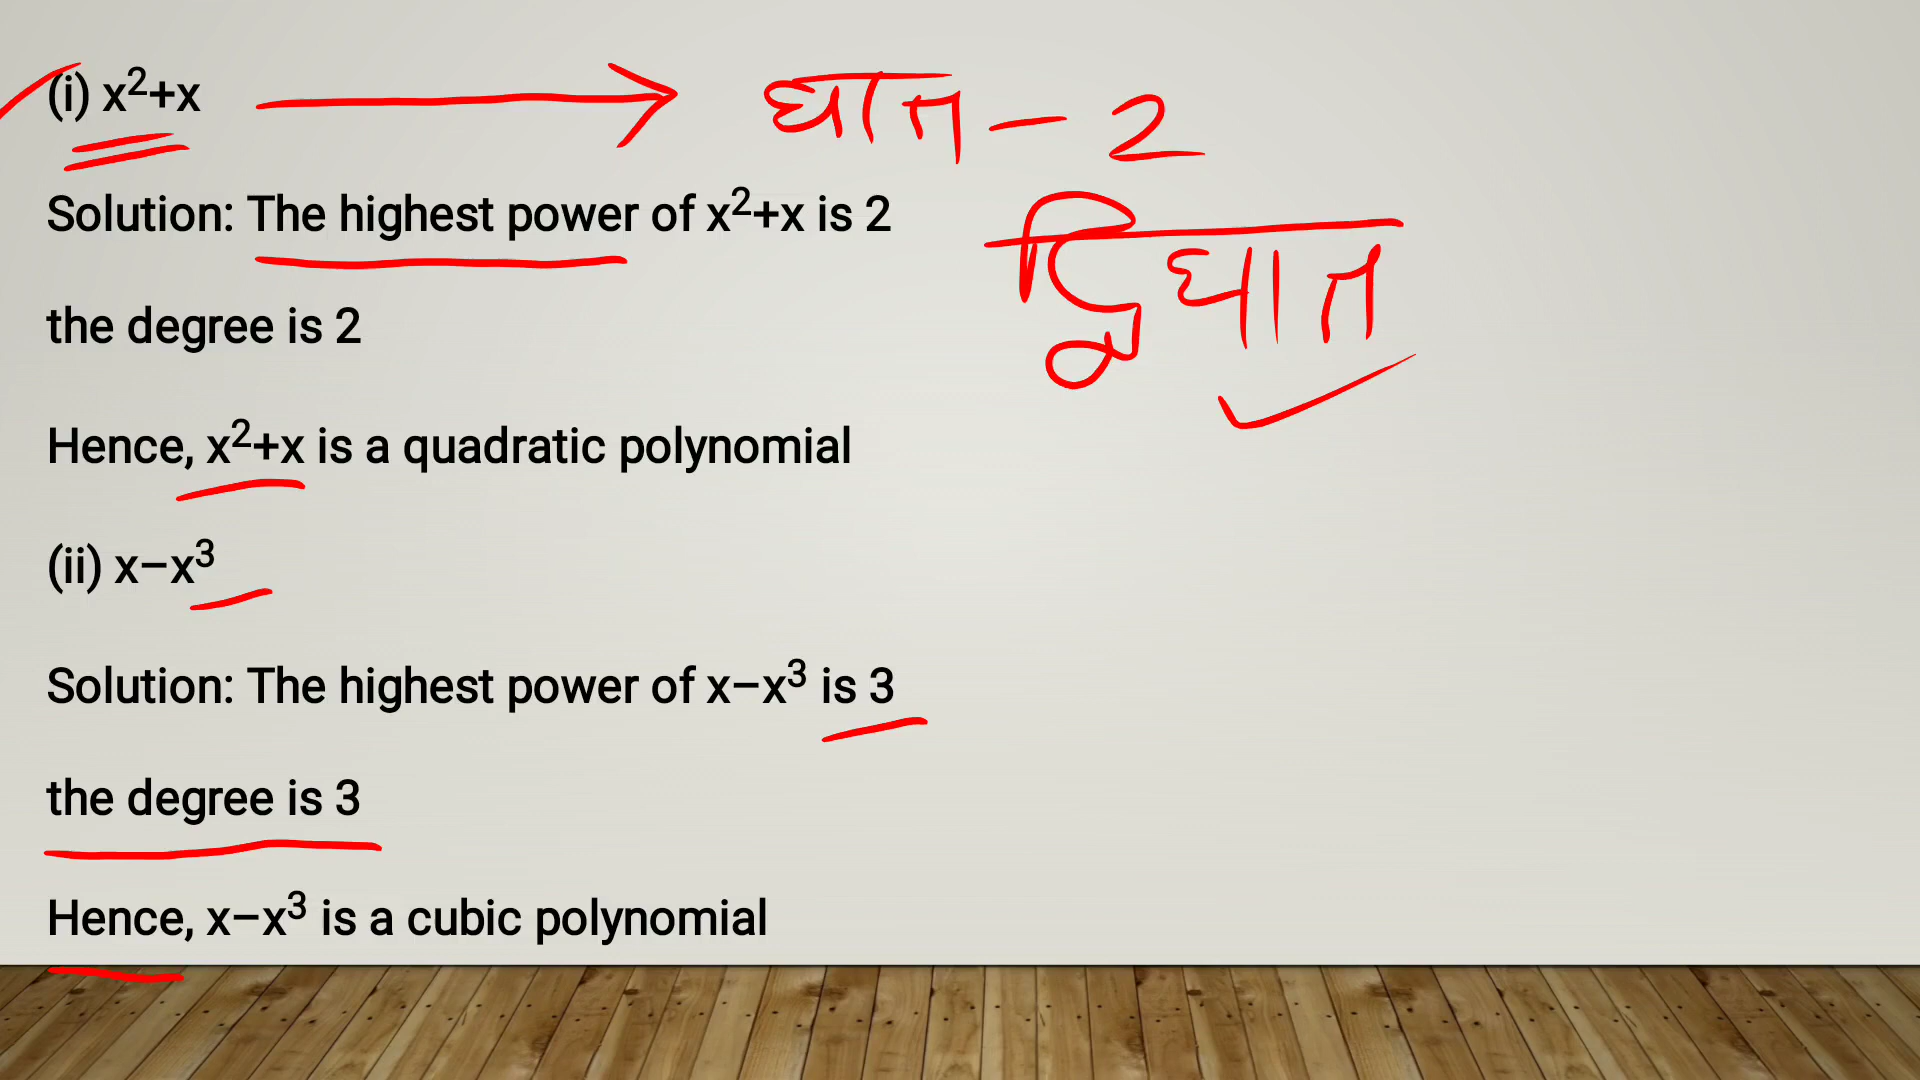 (i) x²+x
घात – 2
Solution: The highest power of x²+x is 2
द्विघात
the degree is 2
Hence, x²+x is a quadratic polynomial
(ii) x–x³
Solution: The highest power of x–x³ is 3
the degree is 3
Hence, x–x³ is a cubic polynomial